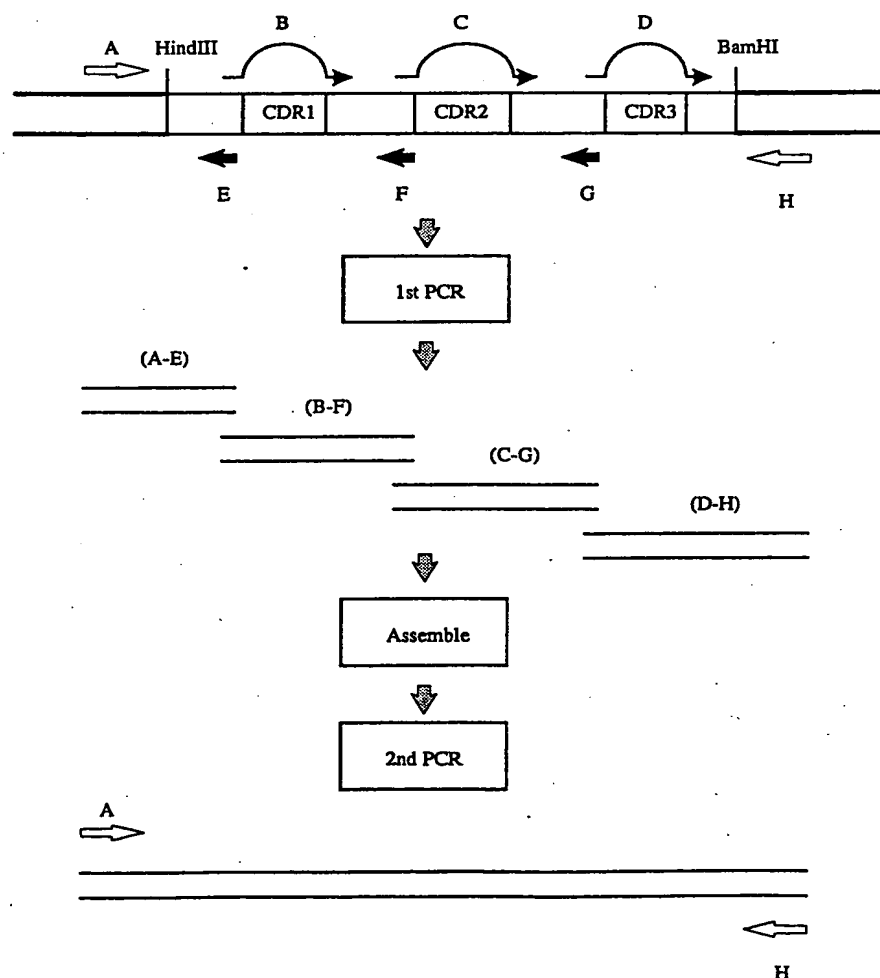 B C D
A HindIII BamHI
CDR1 CDR2 CDR3
E F G H
1st PCR
(A-E)
(B-F)
(C-G)
(D-H)
Assemble
2nd PCR
A
H